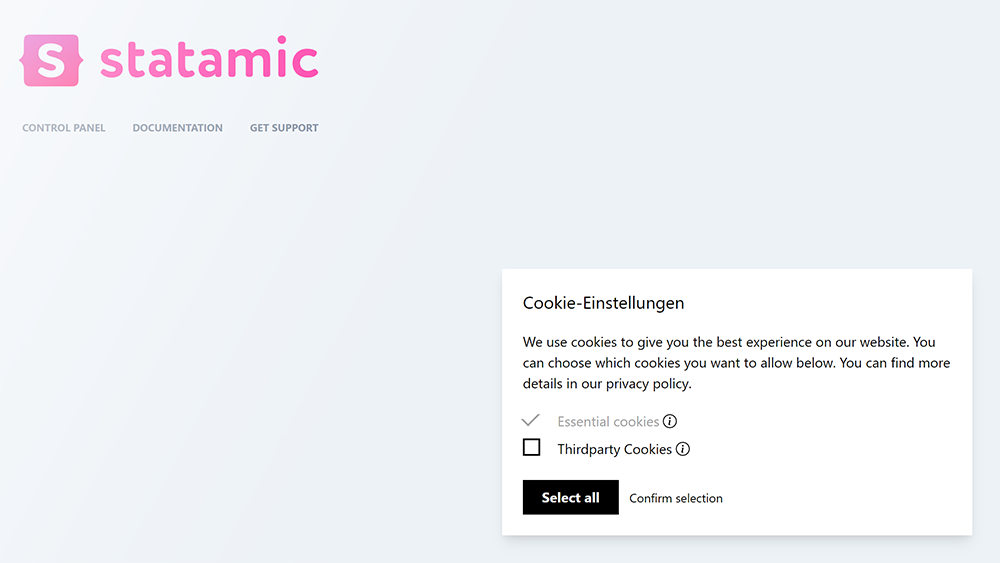 S statamic
CONTROL PANEL DOCUMENTATION GET SUPPORT
Cookie-Einstellungen
We use cookies to give you the best experience on our website. You
can choose which cookies you want to allow below. You can find more
details in our privacy policy.
Essential cookies
Thirdparty Cookies
Select all Confirm selection